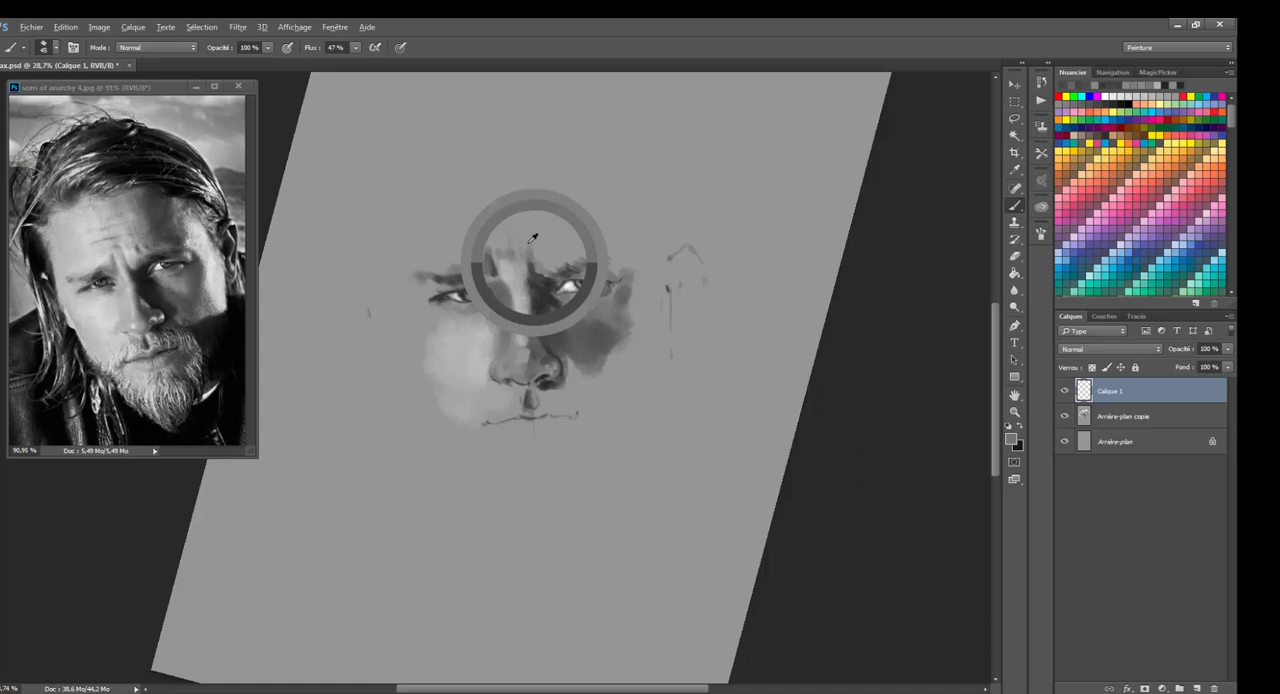 Fichier Edition Image Calque Texte Sélection Filtre 3D Affichage Fenêtre Aide
45 Mode : Normal Opacité : 100 % Flux : 47 % Peinture
ax.psd @ 28,7% (Calque 1, RVB/8) * ×
Ps sons of anarchy 4.jpg @ 91% (RVB/8*)
Nuancier Navigation MagicPicker
Calques Couches Tracés
Type
Normal Opacité : 100 %
Verrou : Fond : 100 %
Calque 1
Arrière-plan copie
Arrière-plan
90,95 % Doc : 5,49 Mo/5,49 Mo
,74 % Doc : 38,6 Mo/44,2 Mo